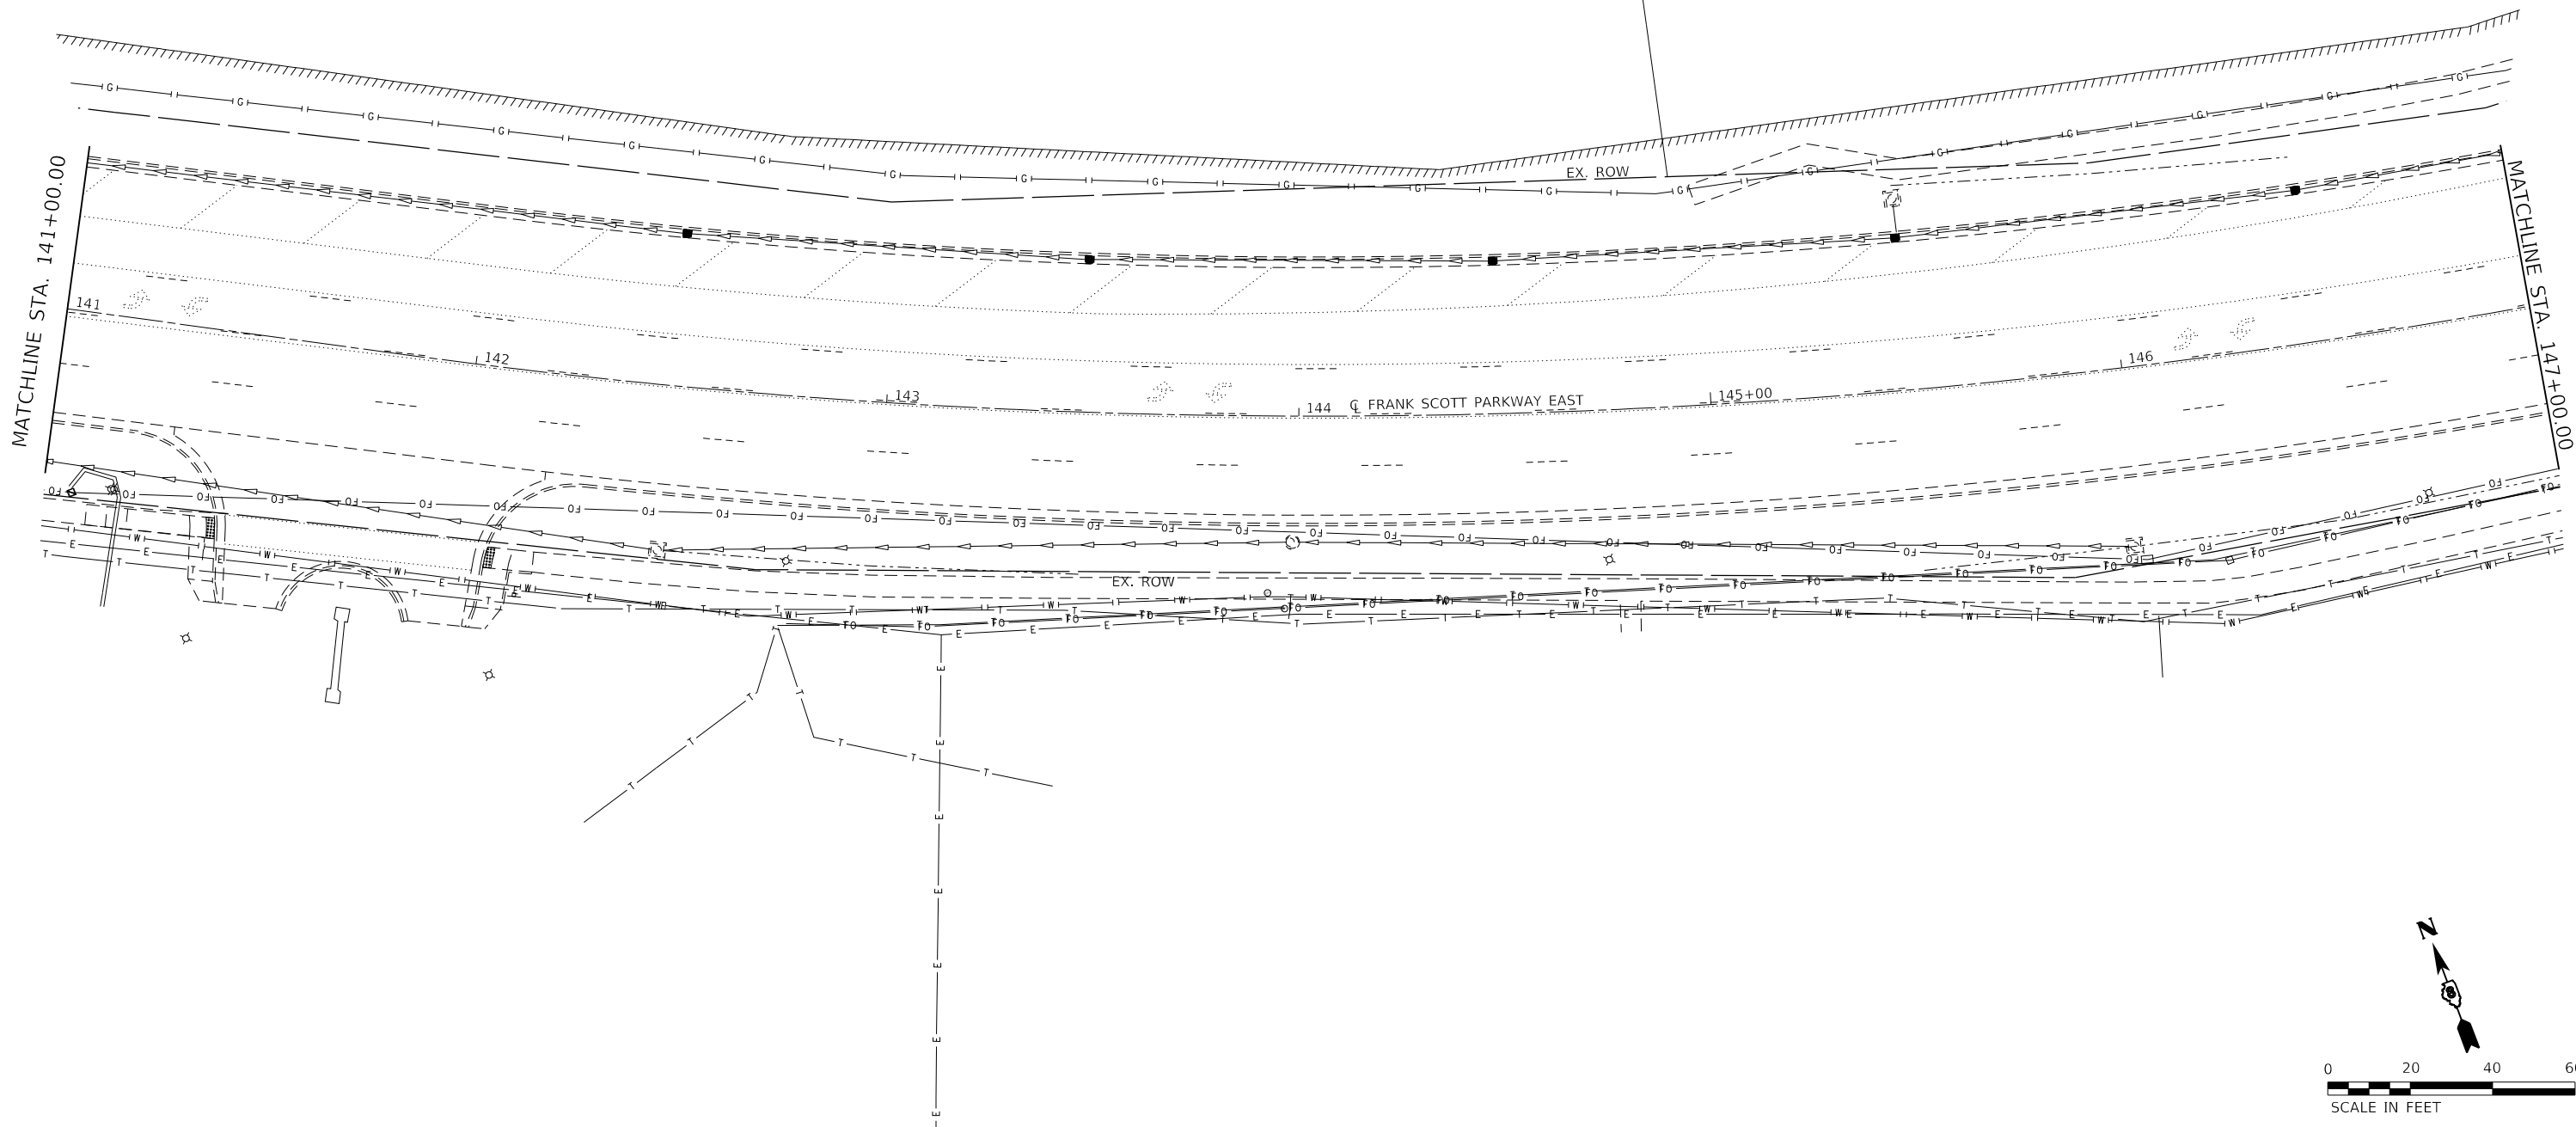 EX. ROW
MATCHLINE STA. 141+00.00
MATCHLINE STA. 147+00.00
141
142
143
144
℄ FRANK SCOTT PARKWAY EAST
145+00
146
EX. ROW
N
8
0 20 40
SCALE IN FEET